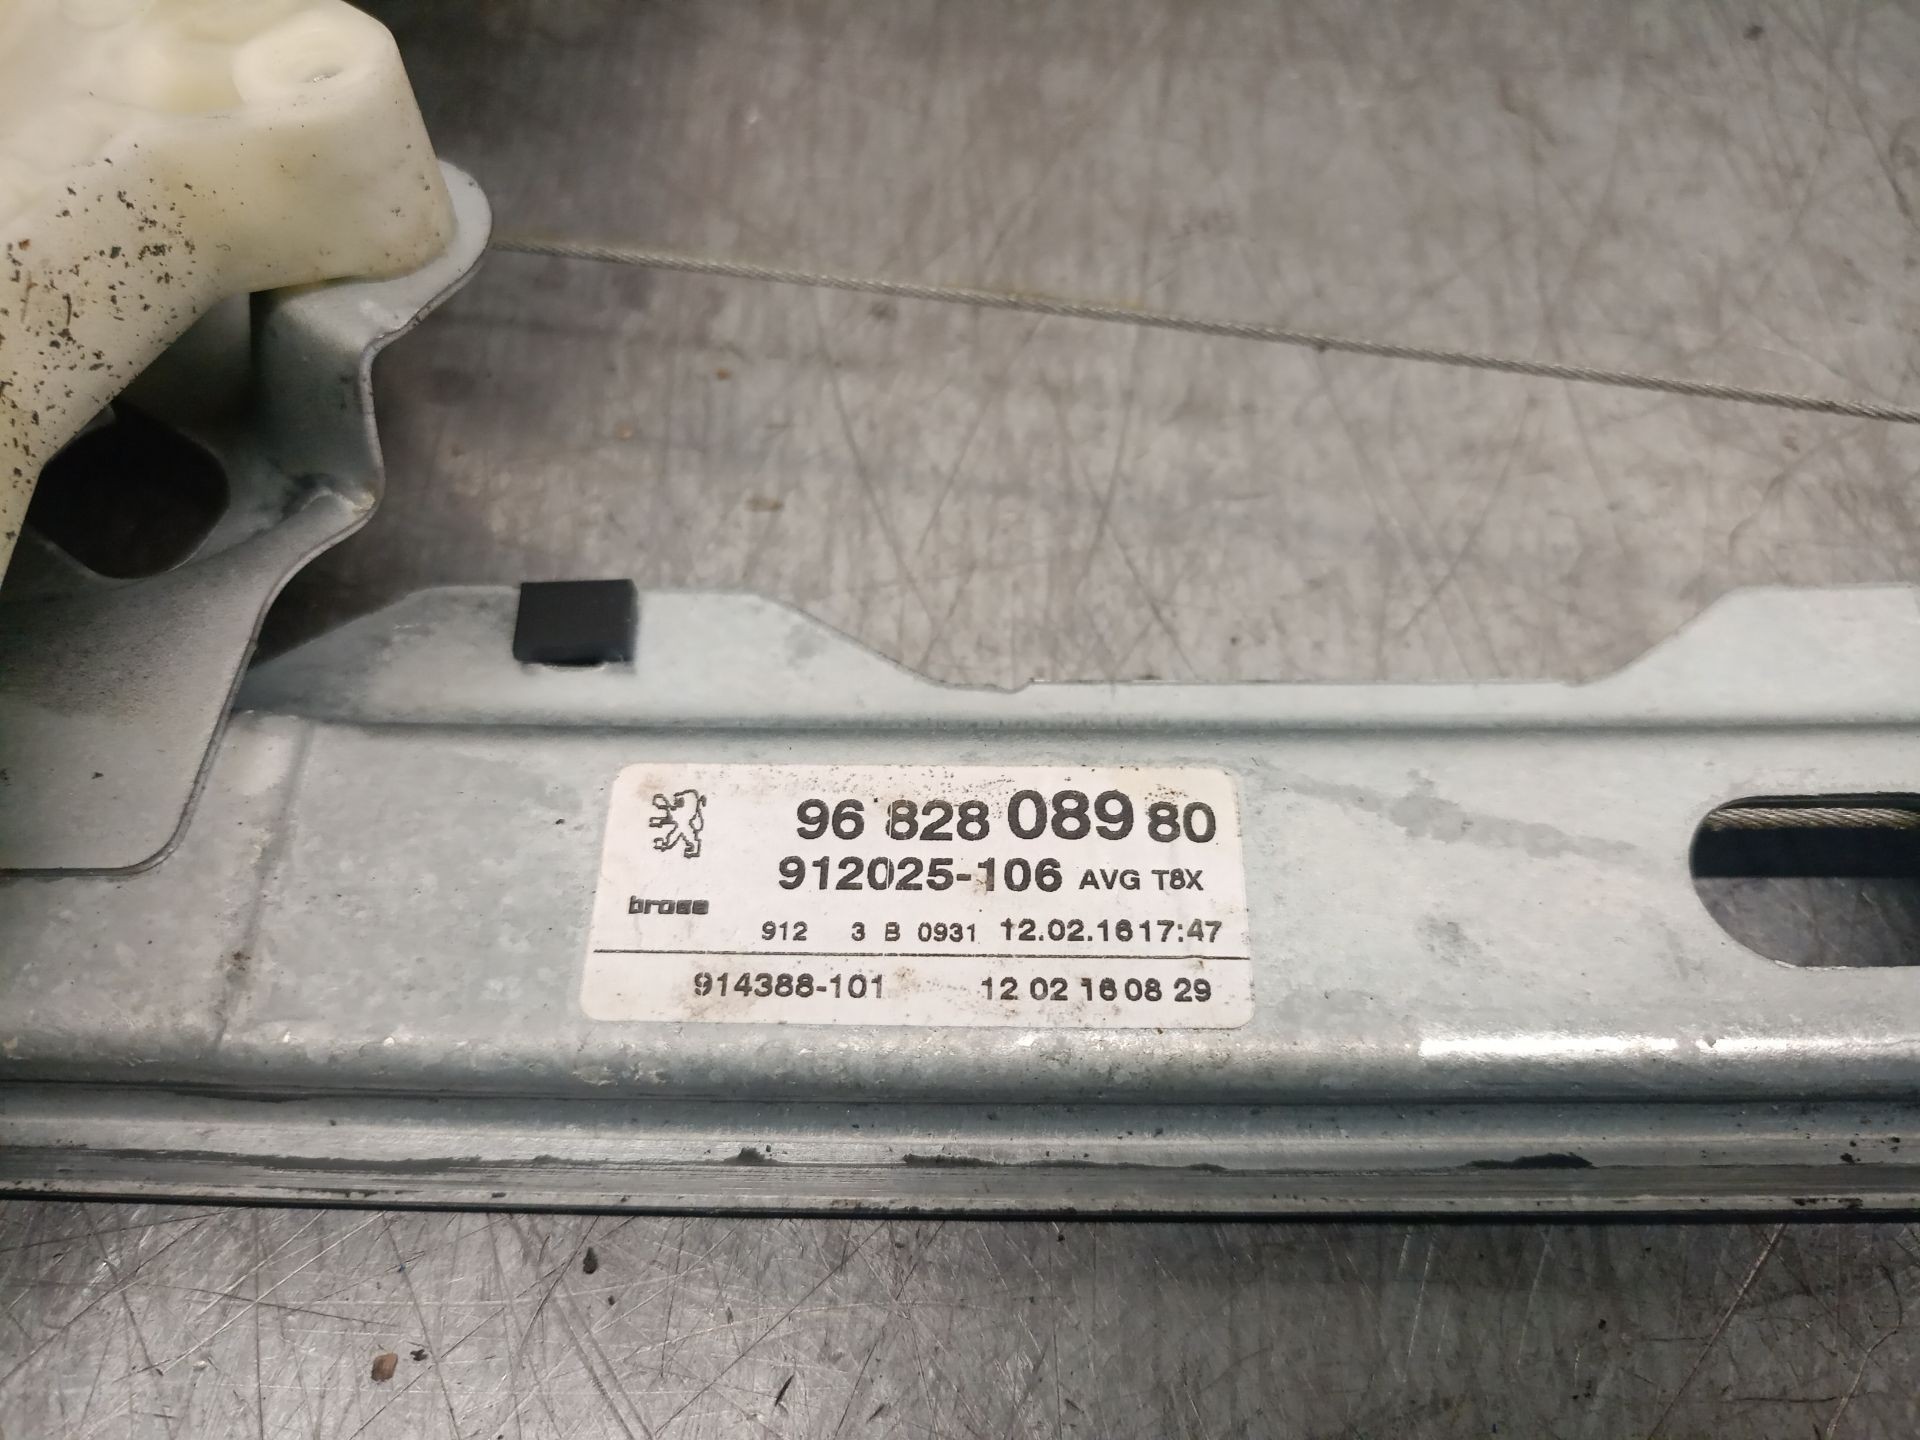 96 828 089 80
912025-106 AVG T8X
brose
912 3 B 0931 12.02.16 17:47
914388-101 12 02 16 08 29